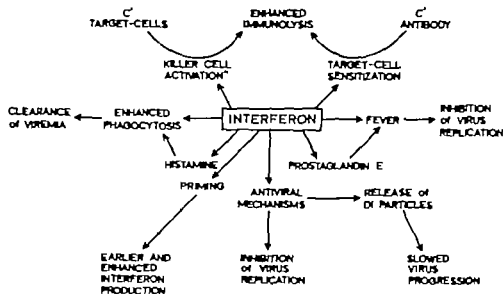 C'
TARGET-CELLS
ENHANCED
IMMUNOLYSIS
C'
ANTIBODY
KILLER CELL
ACTIVATION"
TARGET-CELL
SENSITIZATION
CLEARANCE
of VIREMIA
ENHANCED
PHAGOCYTOSIS
INTERFERON
FEVER
INHIBITION
OF VIRUS
REPLICATION
HISTAMINE
PROSTAGLANDIN E
PRIMING
ANTIVIRAL
MECHANISMS
RELEASE of
DI PARTICLES
EARLIER AND
ENHANCED
INTERFERON
PRODUCTION
INHIBITION
of VIRUS
REPLICATION
SLOWED
VIRUS
PROGRESSION